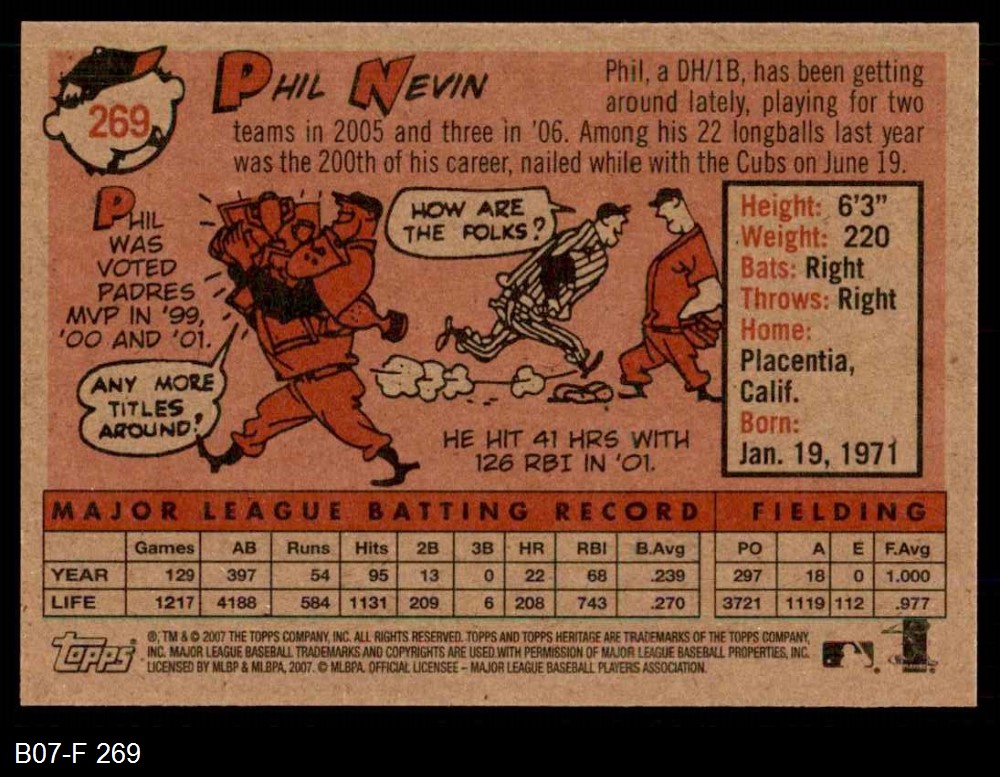 269
PHIL NEVIN
Phil, a DH/1B, has been getting
around lately, playing for two
teams in 2005 and three in '06. Among his 22 longballs last year
was the 200th of his career, nailed while with the Cubs on June 19.
PHIL
WAS
VOTED
PADRES
MVP IN '99,
'00 AND '01.
ANY MORE
TITLES
AROUND?
HOW ARE
THE FOLKS?
HE HIT 41 HRS WITH
126 RBI IN '01.
Height: 6'3"
Weight: 220
Bats: Right
Throws: Right
Home:
Placentia,
Calif.
Born:
Jan. 19, 1971
MAJOR LEAGUE BATTING RECORD FIELDING
Games AB Runs Hits 2B 3B HR RBI B.Avg PO A E F.Avg
YEAR 129 397 54 95 13 0 22 68 .239 297 18 0 1.000
LIFE 1217 4188 584 1131 209 6 208 743 .270 3721 1119 112 .977
Topps®
®, TM & © 2007 THE TOPPS COMPANY, INC. ALL RIGHTS RESERVED. TOPPS AND TOPPS HERITAGE ARE TRADEMARKS OF THE TOPPS COMPANY,
INC. MAJOR LEAGUE BASEBALL TRADEMARKS AND COPYRIGHTS ARE USED WITH PERMISSION OF MAJOR LEAGUE BASEBALL PROPERTIES, INC.
LICENSED BY MLBP & MLBPA, 2007. © MLBPA. OFFICIAL LICENSEE – MAJOR LEAGUE BASEBALL PLAYERS ASSOCIATION.
B07-F 269